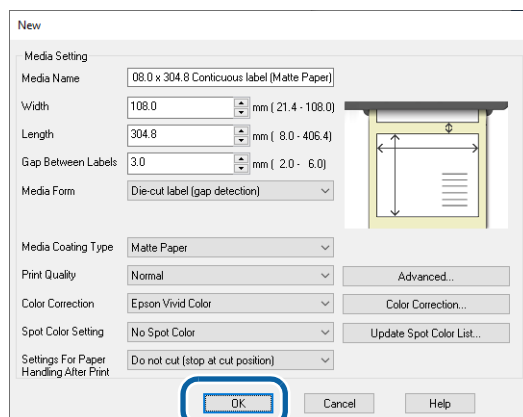 New
Media Setting
Media Name 08.0 x 304.8 Conticuous label (Matte Paper)
Width 108.0 mm ( 21.4 - 108.0)
Length 304.8 mm ( 8.0 - 406.4)
Gap Between Labels 3.0 mm ( 2.0 - 6.0)
Media Form Die-cut label (gap detection)
Media Coating Type Matte Paper
Print Quality Normal Advanced...
Color Correction Epson Vivid Color Color Correction...
Spot Color Setting No Spot Color Update Spot Color List...
Settings For Paper Do not cut (stop at cut position)
Handling After Print
OK Cancel Help